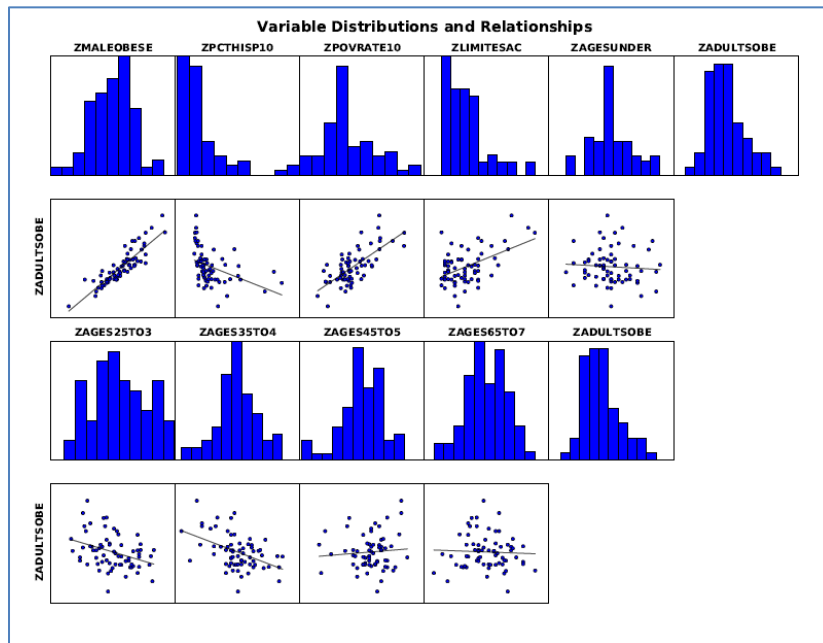 Variable Distributions and Relationships
ZMALEOBESE ZPCTHISP10 ZPOVRATE10 ZLIMITESAC ZAGESUNDER ZADULTSOBE
ZADULTSOBE
ZAGES25TO3 ZAGES35TO4 ZAGES45TO5 ZAGES65TO7 ZADULTSOBE
ZADULTSOBE